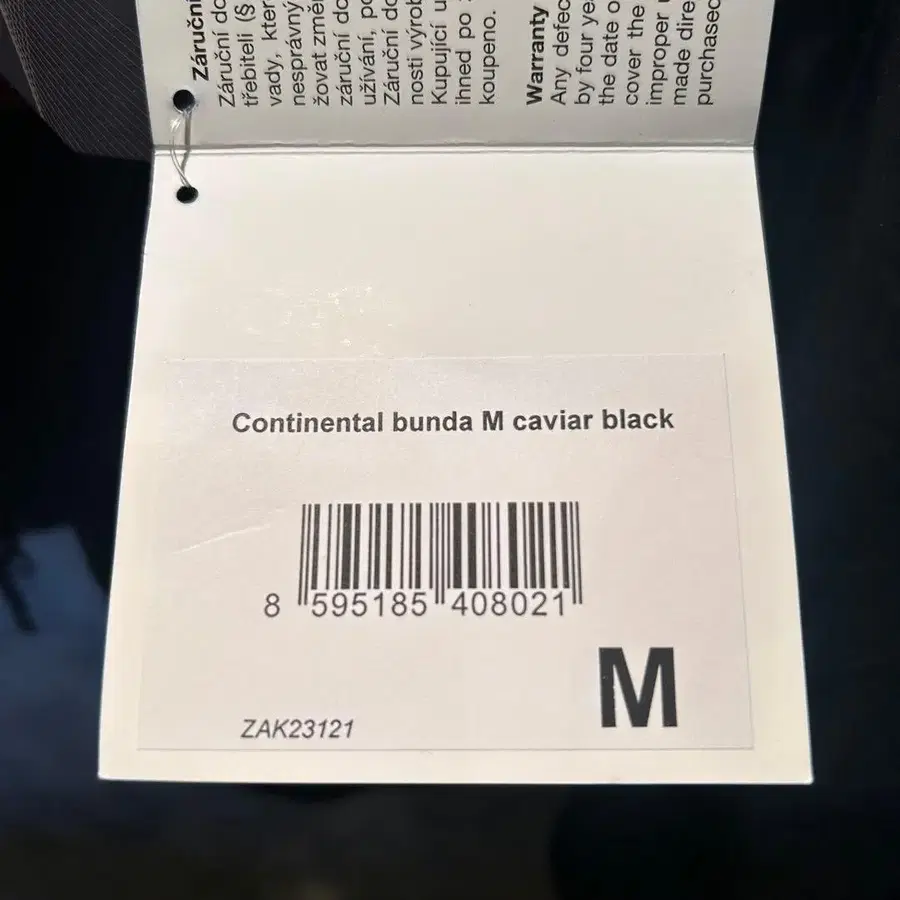 Záruční
Záruční do
třebiteli (§
vady, kter
nesprávný
žovat změ
záruční do
užívání, po
Záruční do
nosti výrob
Kupující u
ihned po
koupeno.
Warranty
Any defec
by four ye
the date o
cover the
improper
made dire
purchased
Continental bunda M caviar black
8 595185 408021
M
ZAK23121